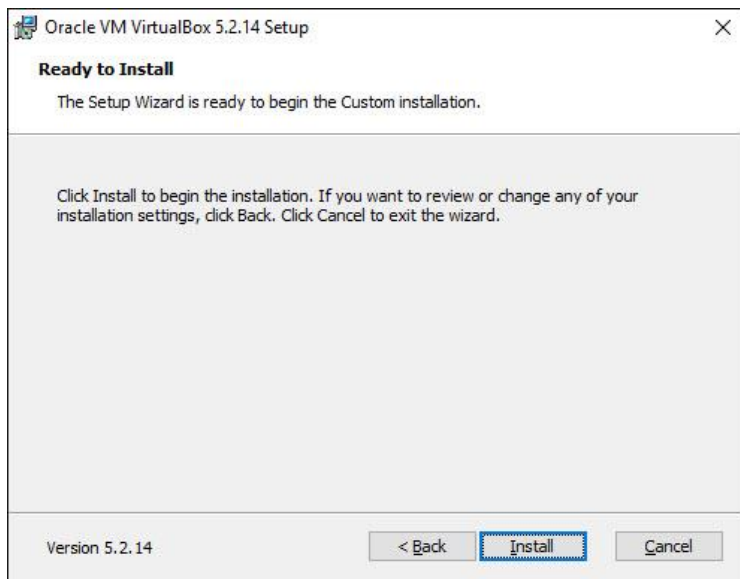 Oracle VM VirtualBox 5.2.14 Setup
Ready to Install
The Setup Wizard is ready to begin the Custom installation.
Click Install to begin the installation. If you want to review or change any of your
installation settings, click Back. Click Cancel to exit the wizard.
Version 5.2.14
< Back
Install
Cancel